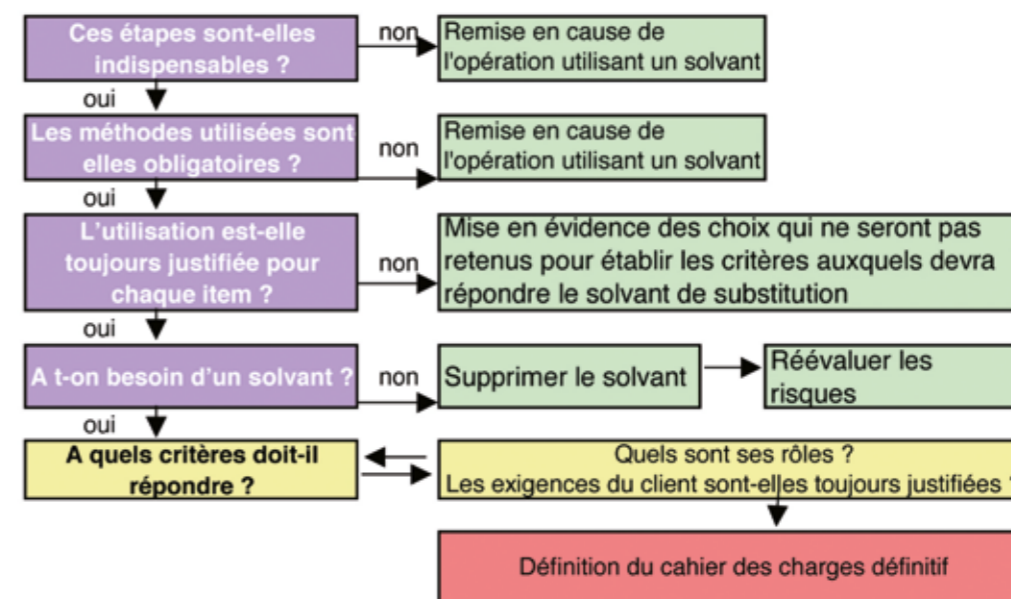 Ces étapes sont-elles
indispensables ?
non
Remise en cause de
l'opération utilisant un solvant
oui
Les méthodes utilisées sont
elles obligatoires ?
non
Remise en cause de
l'opération utilisant un solvant
oui
L'utilisation est-elle
toujours justifiée pour
chaque item ?
non
Mise en évidence des choix qui ne seront pas
retenus pour établir les critères auxquels devra
répondre le solvant de substitution
oui
A t-on besoin d'un solvant ?
non
Supprimer le solvant
Réévaluer les
risques
oui
A quels critères doit-il
répondre ?
Quels sont ses rôles ?
Les exigences du client sont-elles toujours justifiées ?
Définition du cahier des charges définitif